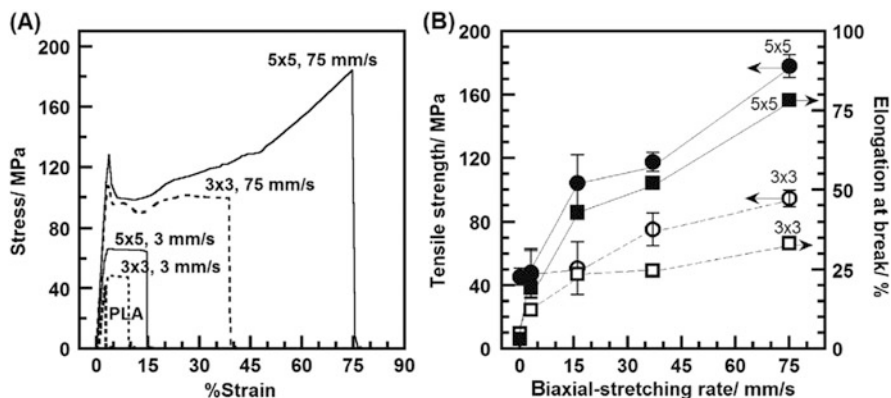 (A)
Stress/ MPa
200
160
120
80
40
0
5x5, 75 mm/s
3x3, 75 mm/s
5x5, 3 mm/s
3x3, 3 mm/s
PLA
0 15 30 45 60 75 90
%Strain
(B)
Tensile strength/ MPa
200
160
120
80
40
0
5x5
5x5
3x3
3x3
100
75
50
25
0
Elongation at break/ %
0 15 30 45 60 75
Biaxial-stretching rate/ mm/s